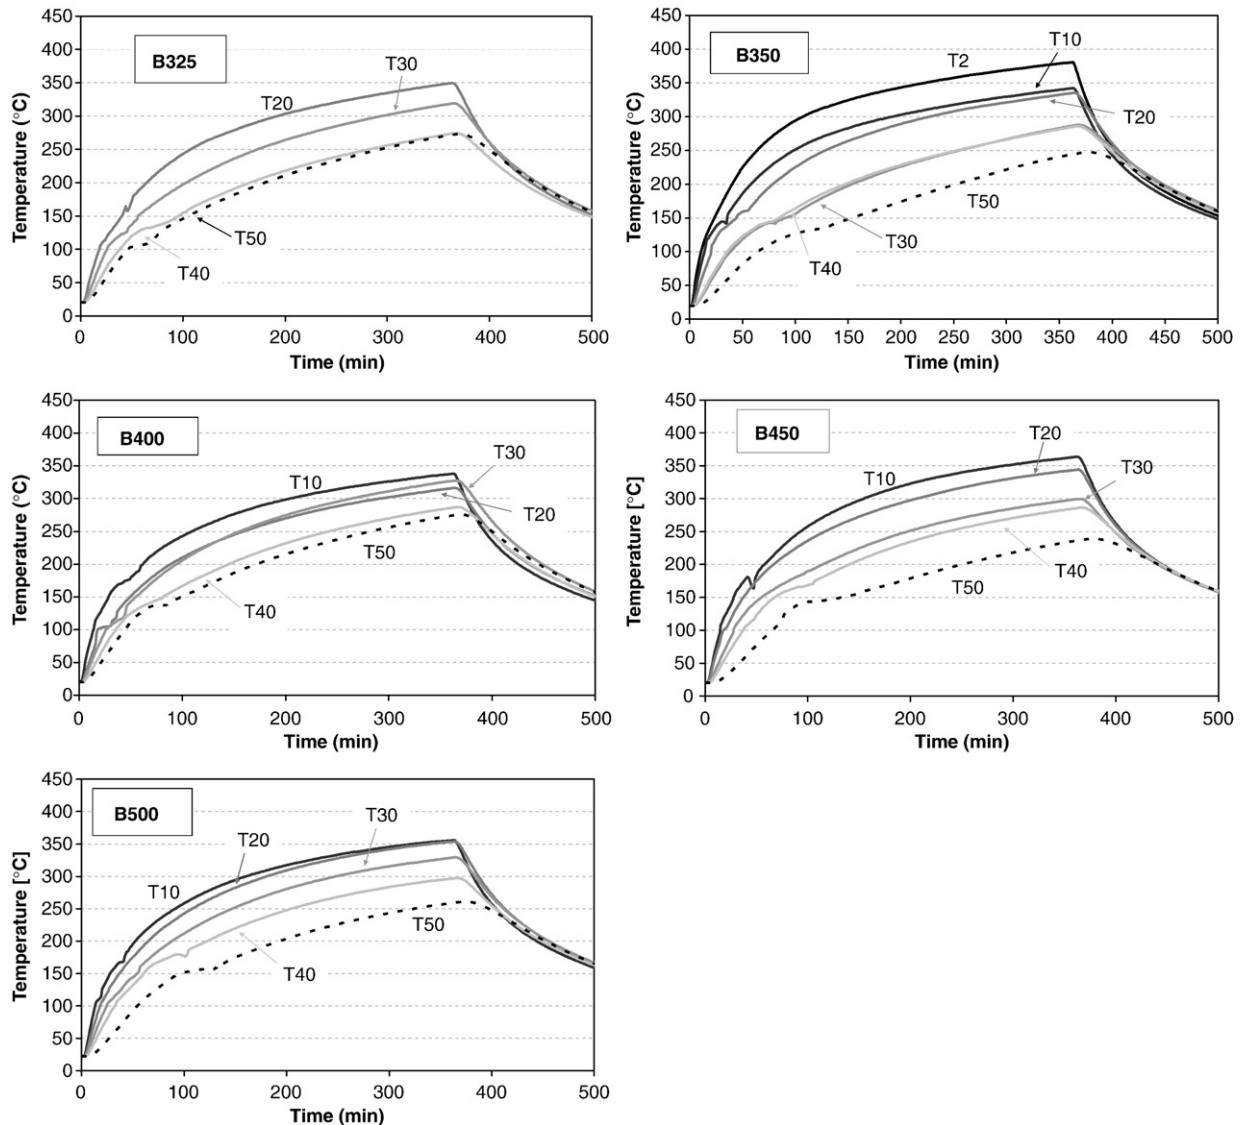 B325
Temperature (°C)
450
400
350
300
250
200
150
100
50
0
T20
T30
T50
T40
0 100 200 300 400 500
Time (min)
B350
Temperature (°C)
450
400
350
300
250
200
150
100
50
0
T2
T10
T20
T50
T30
T40
0 50 100 150 200 250 300 350 400 450 500
Time (min)
B400
Temperature (°C)
450
400
350
300
250
200
150
100
50
0
T10
T30
T20
T50
T40
0 100 200 300 400 500
Time (min)
B450
Temperature [°C]
450
400
350
300
250
200
150
100
50
0
T20
T10
T30
T50
T40
0 100 200 300 400 500
Time (min)
B500
Temperature [°C]
450
400
350
300
250
200
150
100
50
0
T30
T20
T10
T50
T40
0 100 200 300 400 500
Time (min)